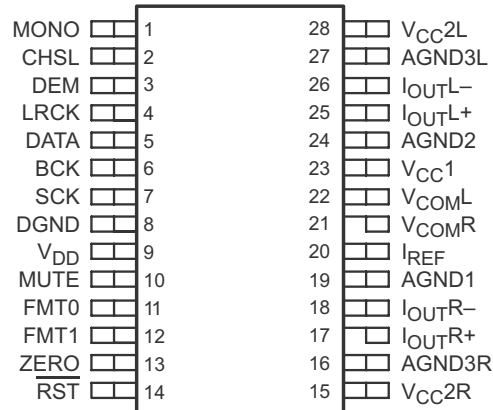 MONO 1 28 VCC2L
CHSL 2 27 AGND3L
DEM 3 26 IOUTL–
LRCK 4 25 IOUTL+
DATA 5 24 AGND2
BCK 6 23 VCC1
SCK 7 22 VCOML
DGND 8 21 VCOMR
VDD 9 20 IREF
MUTE 10 19 AGND1
FMT0 11 18 IOUTR–
FMT1 12 17 IOUTR+
ZERO 13 16 AGND3R
RST 14 15 VCC2R